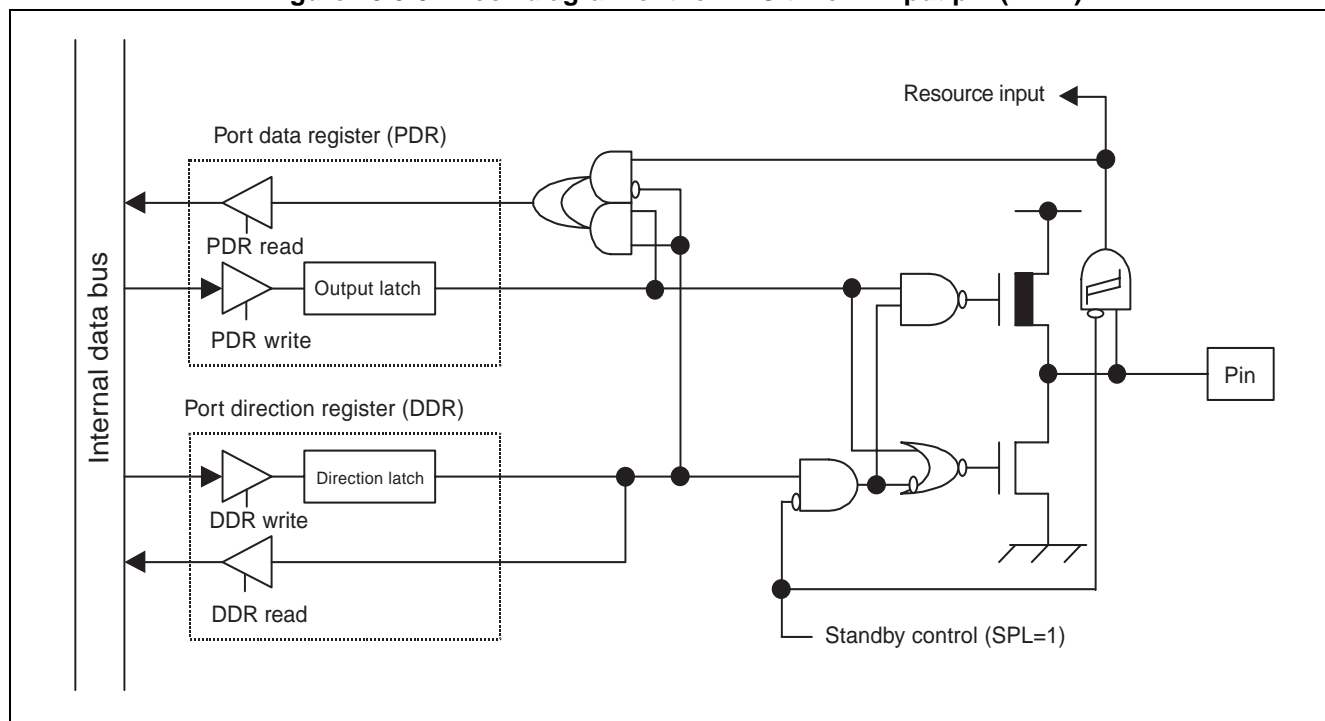 Resource input
Port data register (PDR)
PDR read
Output latch
PDR write
Internal data bus
Pin
Port direction register (DDR)
Direction latch
DDR write
DDR read
Standby control (SPL=1)